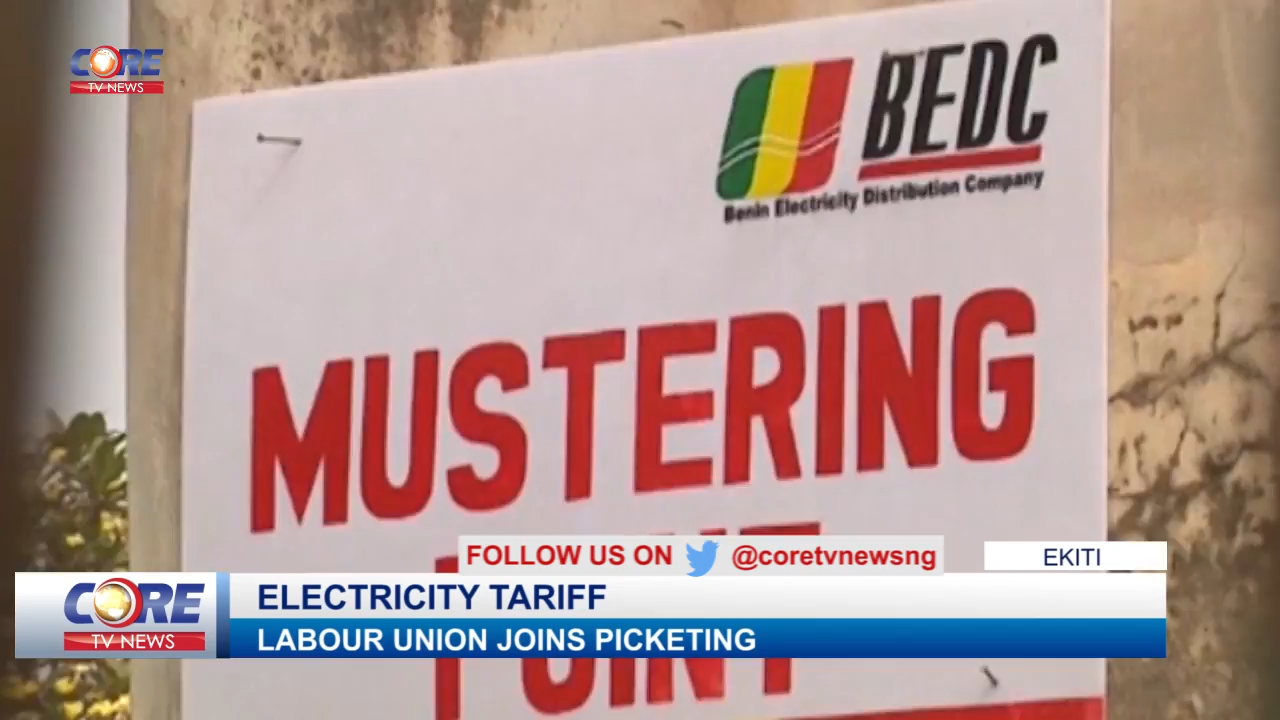 CORE
TV NEWS
BEDC
Benin Electricity Distribution Company
MUSTERING
POINT
FOLLOW US ON @coretvnewsng
EKITI
CORE
TV NEWS
ELECTRICITY TARIFF
LABOUR UNION JOINS PICKETING